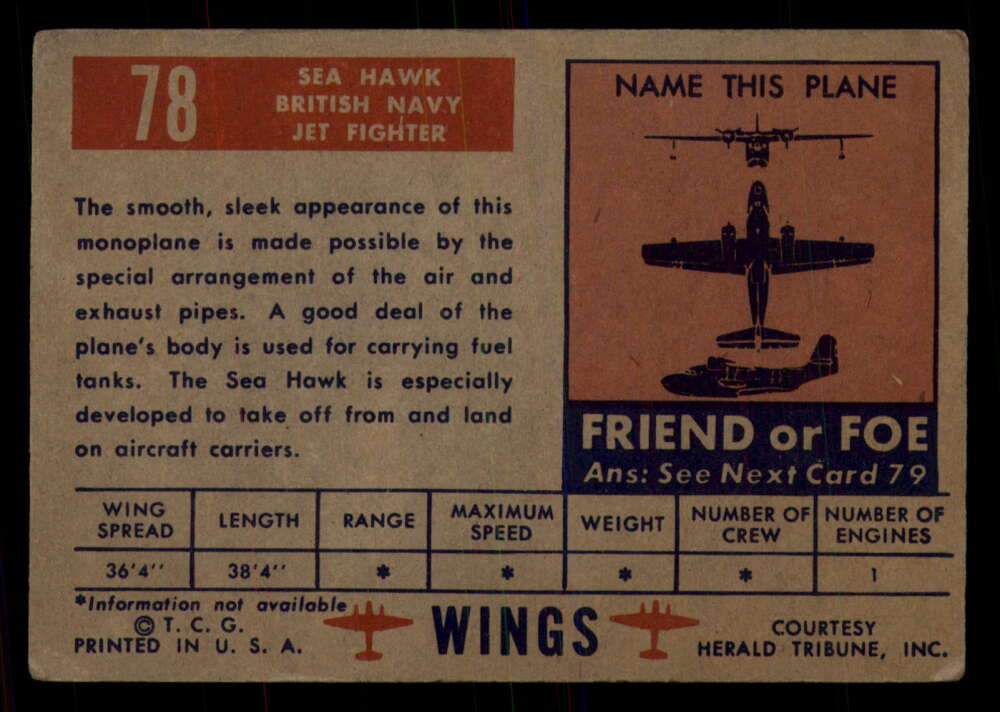 78
SEA HAWK
BRITISH NAVY
JET FIGHTER
The smooth, sleek appearance of this
monoplane is made possible by the
special arrangement of the air and
exhaust pipes. A good deal of the
plane's body is used for carrying fuel
tanks. The Sea Hawk is especially
developed to take off from and land
on aircraft carriers.
NAME THIS PLANE
FRIEND or FOE
Ans: See Next Card 79
WING SPREAD LENGTH RANGE MAXIMUM SPEED WEIGHT NUMBER OF CREW NUMBER OF ENGINES
36'4'' 38'4'' * * * * 1
*Information not available
© T. C. G.
PRINTED IN U. S. A.
WINGS
COURTESY
HERALD TRIBUNE, INC.